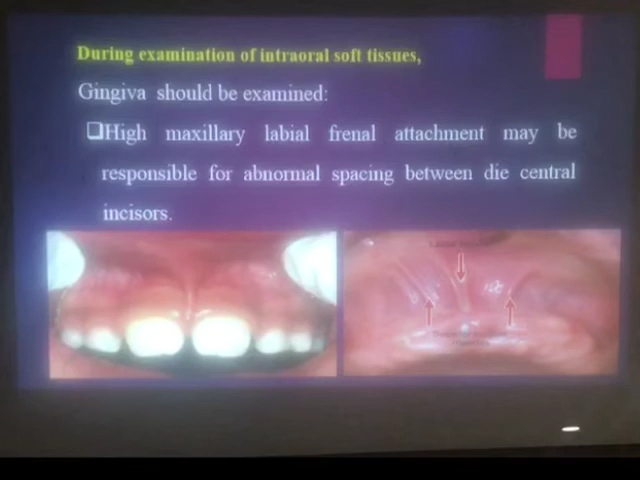 During examination of intraoral soft tissues,
Gingiva should be examined:
❑High maxillary labial frenal attachment may be
responsible for abnormal spacing between die central
incisors.